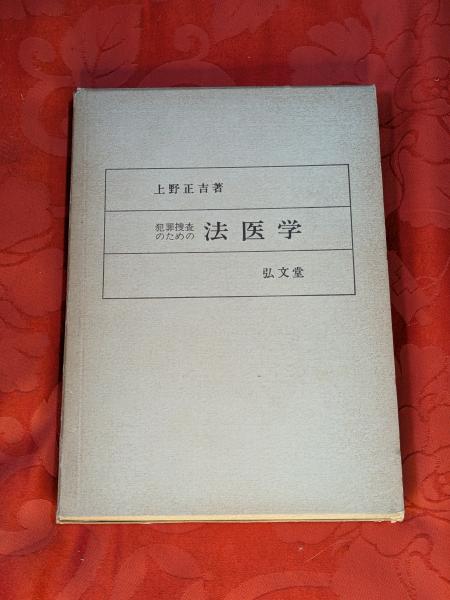 上野正吉著
犯罪捜査
のための
法医学
弘文堂